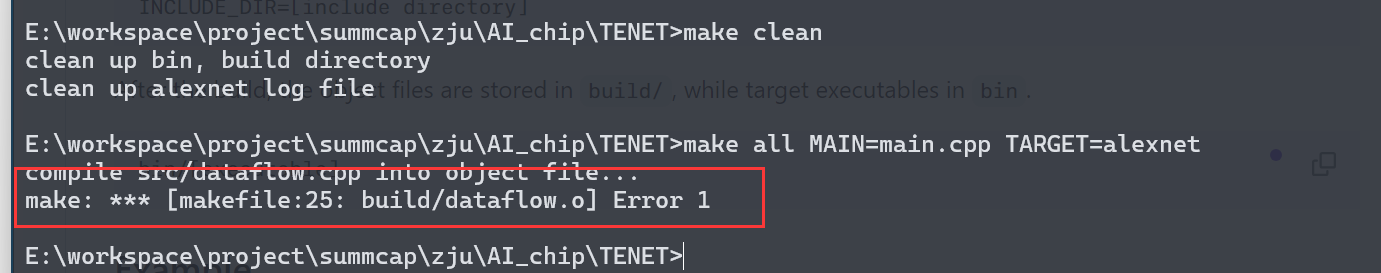 INCLUDE_DIR=[include directory]
E:\workspace\project\summcap\zju\AI_chip\TENET>make clean
clean up bin, build directory
clean up alexnet log file
object files are stored in build/ , while target executables in bin .
E:\workspace\project\summcap\zju\AI_chip\TENET>make all MAIN=main.cpp TARGET=alexnet
compile src/dataflow.cpp into object file...
make: *** [makefile:25: build/dataflow.o] Error 1
E:\workspace\project\summcap\zju\AI_chip\TENET>
Example